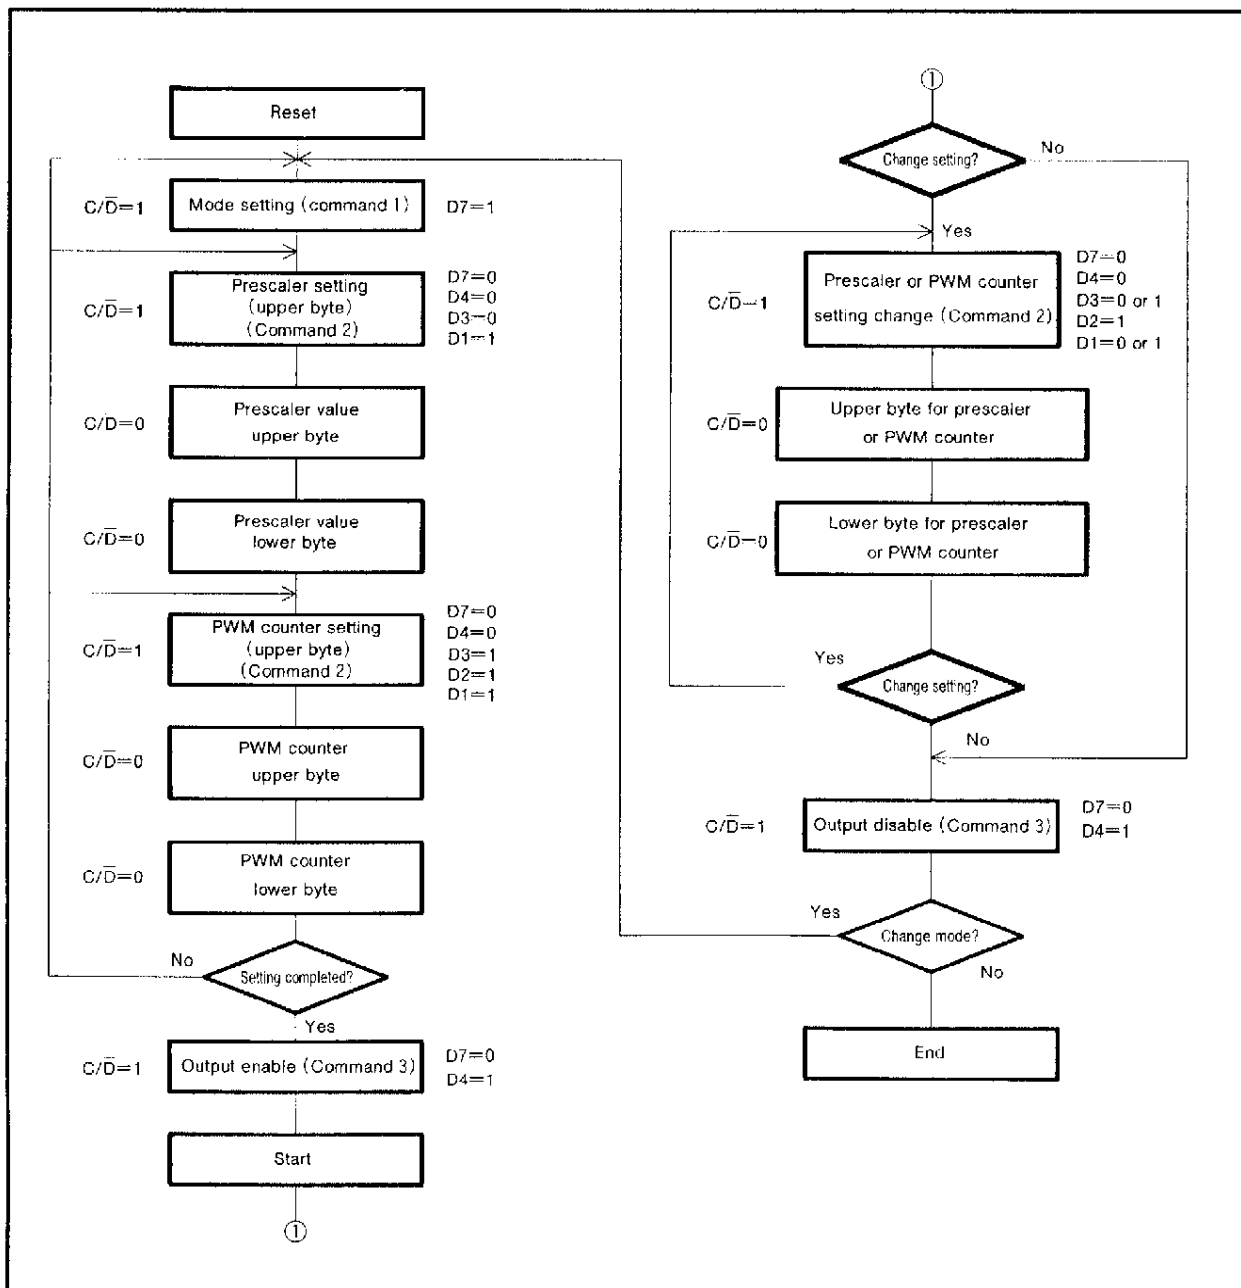 Reset
C/D̅=1
Mode setting (command 1)
D7=1
C/D̅=1
Prescaler setting
(upper byte)
(Command 2)
D7=0
D4=0
D3=0
D1=1
C/D=0
Prescaler value
upper byte
C/D̅=0
Prescaler value
lower byte
C/D̅=1
PWM counter setting
(upper byte)
(Command 2)
D7=0
D4=0
D3=1
D2=1
D1=1
C/D̅=0
PWM counter
upper byte
C/D̅=0
PWM counter
lower byte
No
Setting completed?
Yes
C/D̅=1
Output enable (Command 3)
D7=0
D4=1
Start
①
①
Change setting?
No
Yes
C/D̅=1
Prescaler or PWM counter
setting change (Command 2)
D7=0
D4=0
D3=0 or 1
D2=1
D1=0 or 1
C/D̅=0
Upper byte for prescaler
or PWM counter
C/D̅=0
Lower byte for prescaler
or PWM counter
Yes
Change setting?
No
C/D̅=1
Output disable (Command 3)
D7=0
D4=1
Yes
Change mode?
No
End